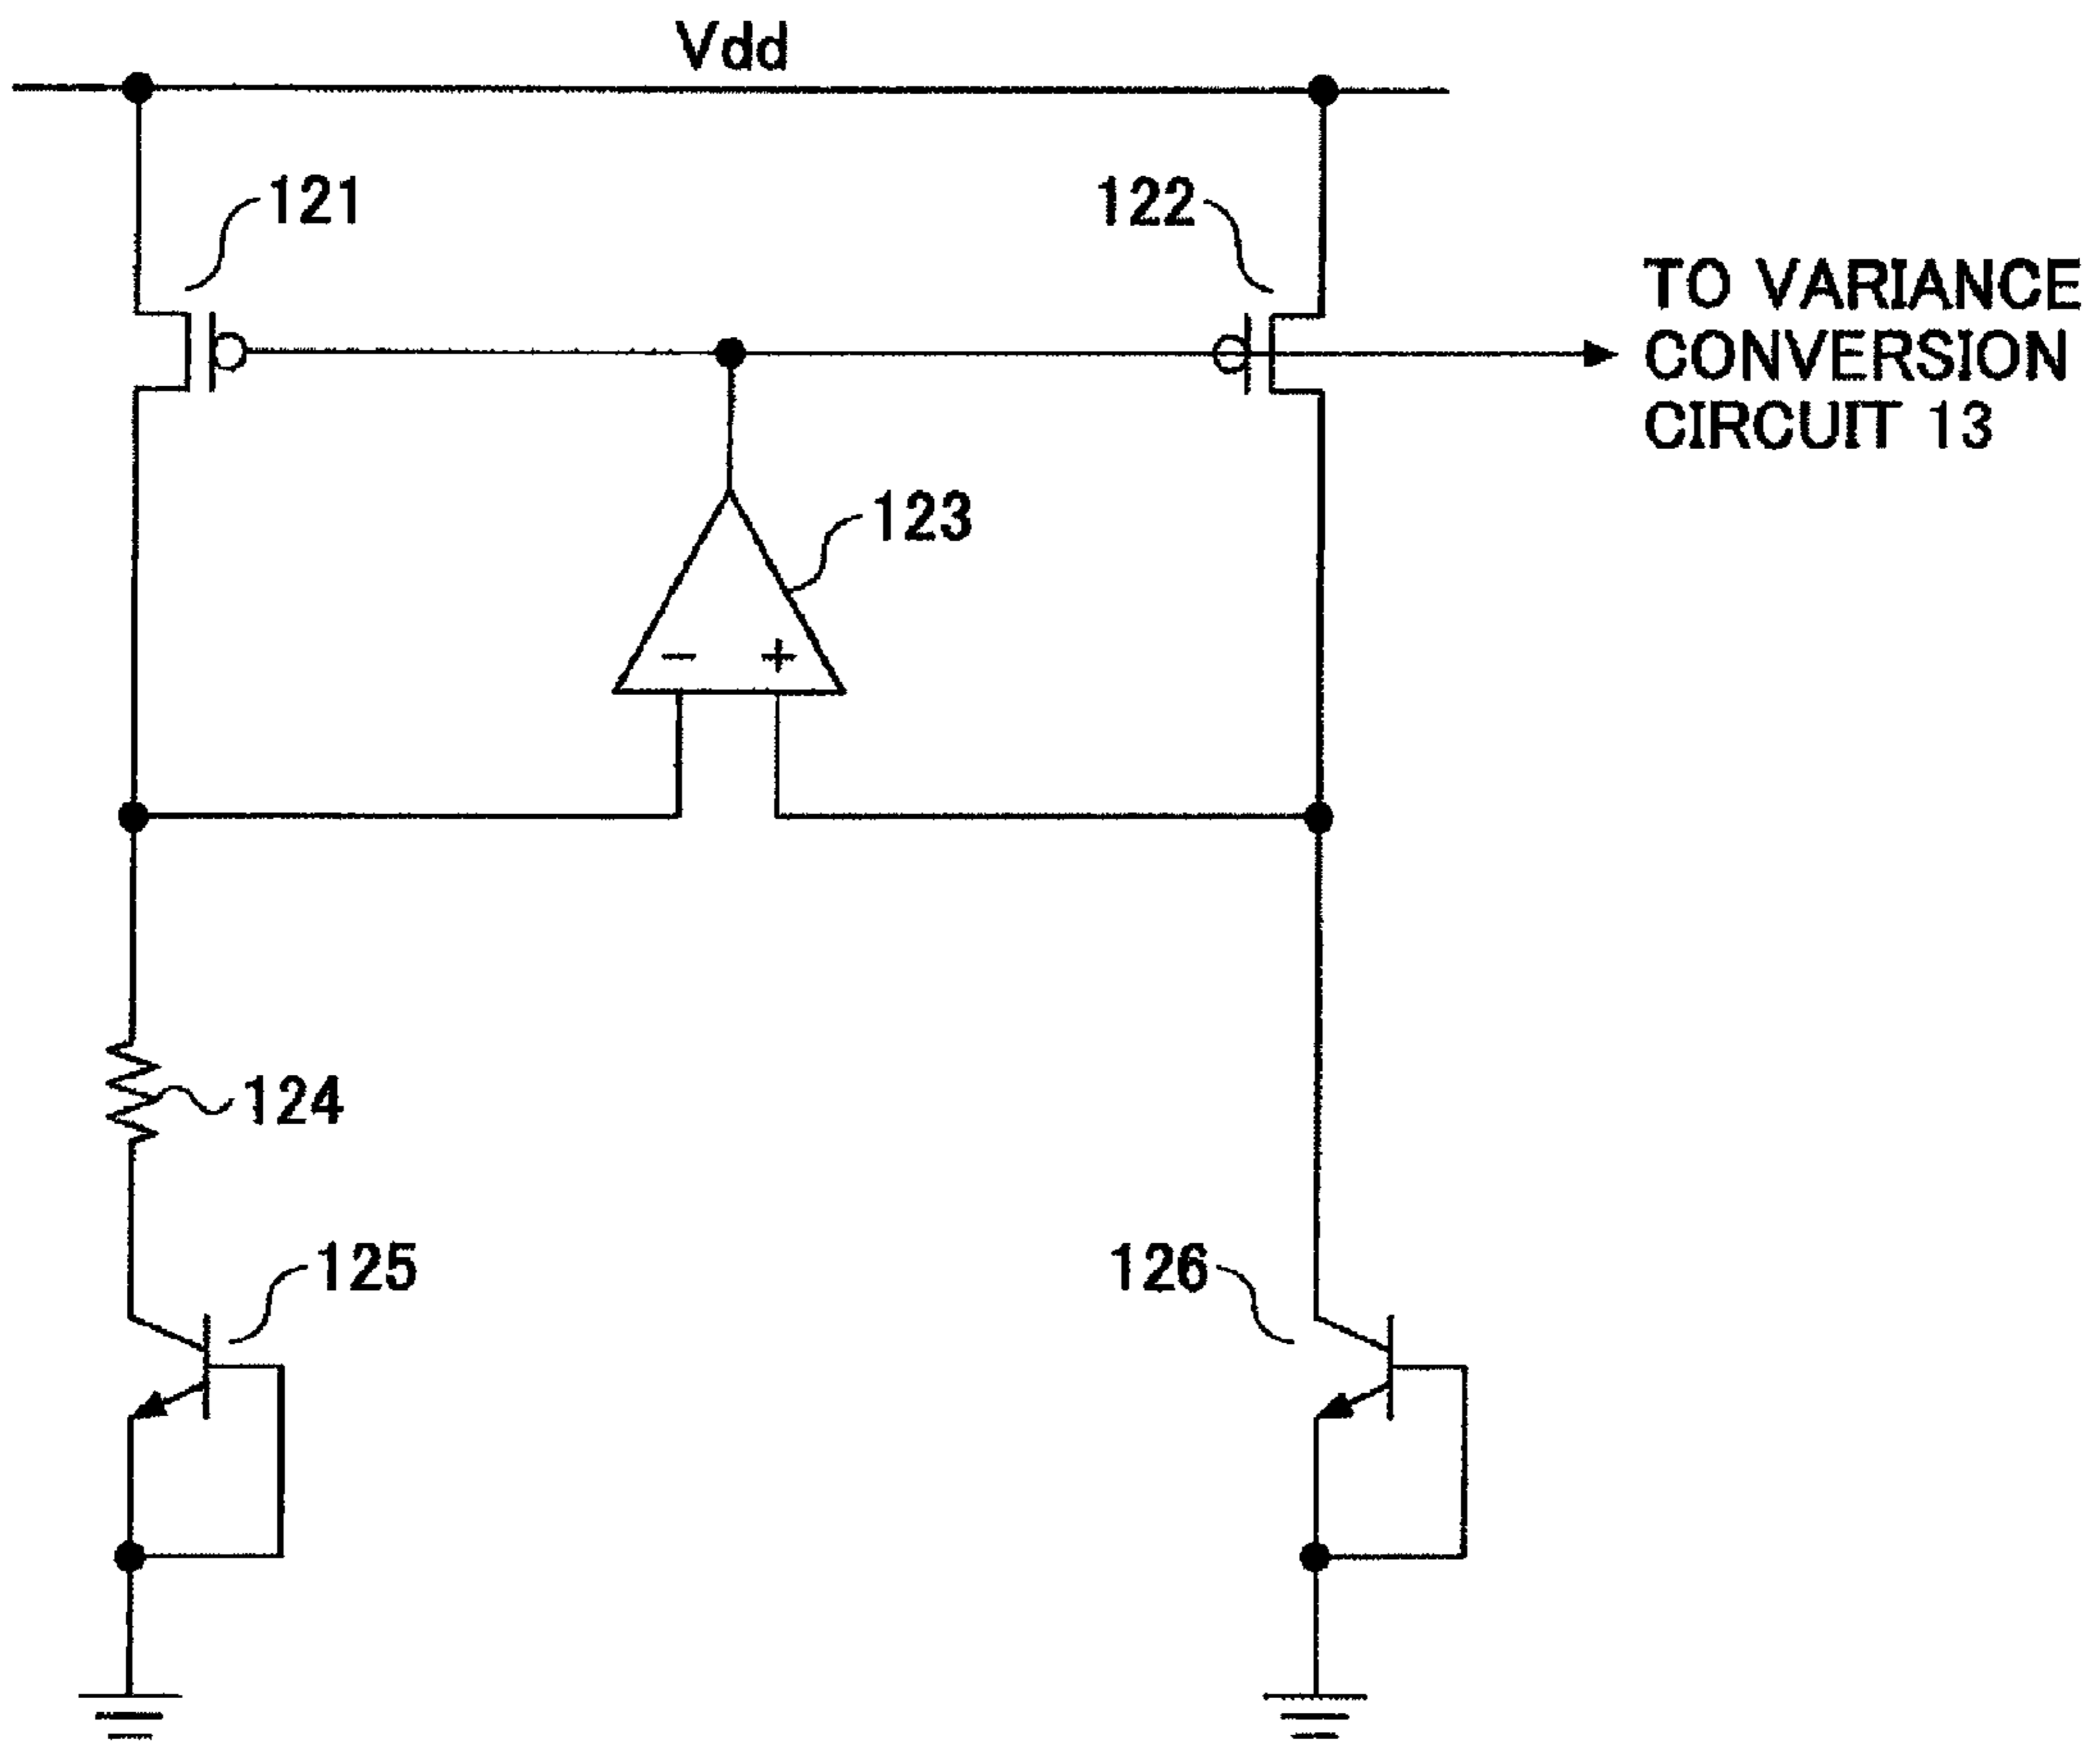 Vdd
121
122
TO VARIANCE
CONVERSION
CIRCUIT 13
123
− +
124
125
126